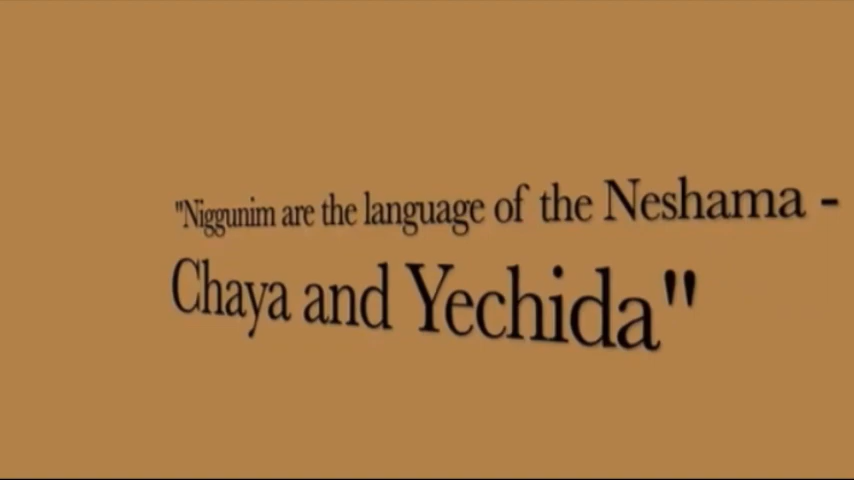 "Niggunim are the language of the Neshama -
Chaya and Yechida"